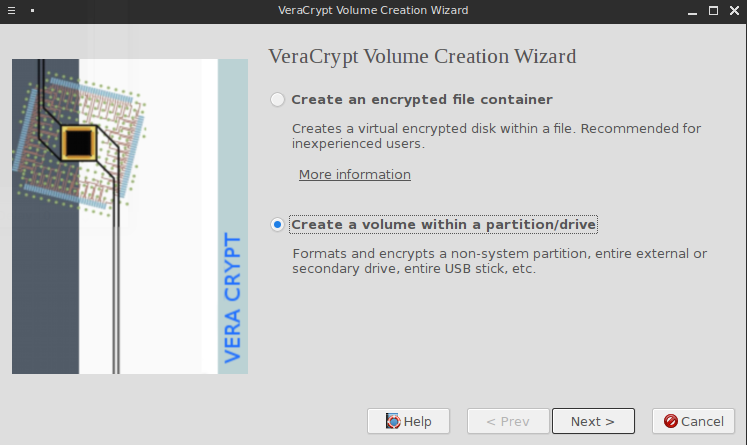 VeraCrypt Volume Creation Wizard
VeraCrypt Volume Creation Wizard
Create an encrypted file container
Creates a virtual encrypted disk within a file. Recommended for
inexperienced users.
More information
Create a volume within a partition/drive
Formats and encrypts a non-system partition, entire external or
secondary drive, entire USB stick, etc.
VERA CRYPT
Help
< Prev
Next >
Cancel